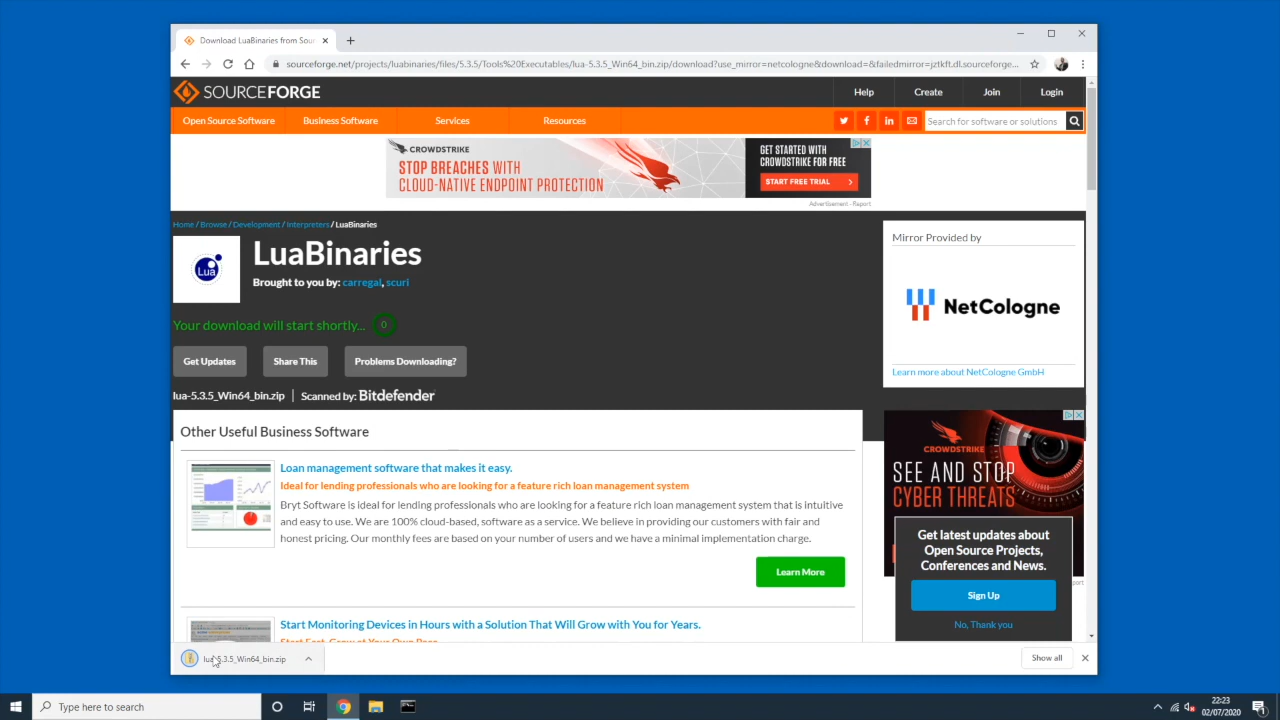 Download LuaBinaries from Sour
sourceforge.net/projects/luabinaries/files/5.3.5/Tools%20Executables/lua-5.3.5_Win64_bin.zip/download?use_mirror=netcologne&download=&failedmirror=jztkft.dl.sourceforge...
SOURCEFORGE
Help Create Join Login
Open Source Software Business Software Services Resources
Search for software or solutions
CROWDSTRIKE
STOP BREACHES WITH
CLOUD-NATIVE ENDPOINT PROTECTION
GET STARTED WITH
CROWDSTRIKE FOR FREE
START FREE TRIAL
Advertisement - Report
Home / Browse / Development / Interpreters / LuaBinaries
Lua
LuaBinaries
Brought to you by: carregal, scuri
Your download will start shortly... 0
Get Updates Share This Problems Downloading?
lua-5.3.5_Win64_bin.zip | Scanned by: Bitdefender
Mirror Provided by
NetCologne
Learn more about NetCologne GmbH
Other Useful Business Software
Loan management software that makes it easy.
Ideal for lending professionals who are looking for a feature rich loan management system
Bryt Software is ideal for lending professionals who are looking for a feature rich loan management system that is intuitive
and easy to use. We are 100% cloud-based, software as a service. We believe in providing our customers with fair and
honest pricing. Our monthly fees are based on your number of users and we have a minimal implementation charge.
Learn More
Start Monitoring Devices in Hours with a Solution That Will Grow with You for Years.
Start Fast. Grow at Your Own Pace.
CROWDSTRIKE
SEE AND STOP
CYBER THREATS
Get latest updates about
Open Source Projects,
Conferences and News.
Sign Up
No, Thank you
port
lua-5.3.5_Win64_bin.zip
Show all
Type here to search
22:23
02/07/2020
1